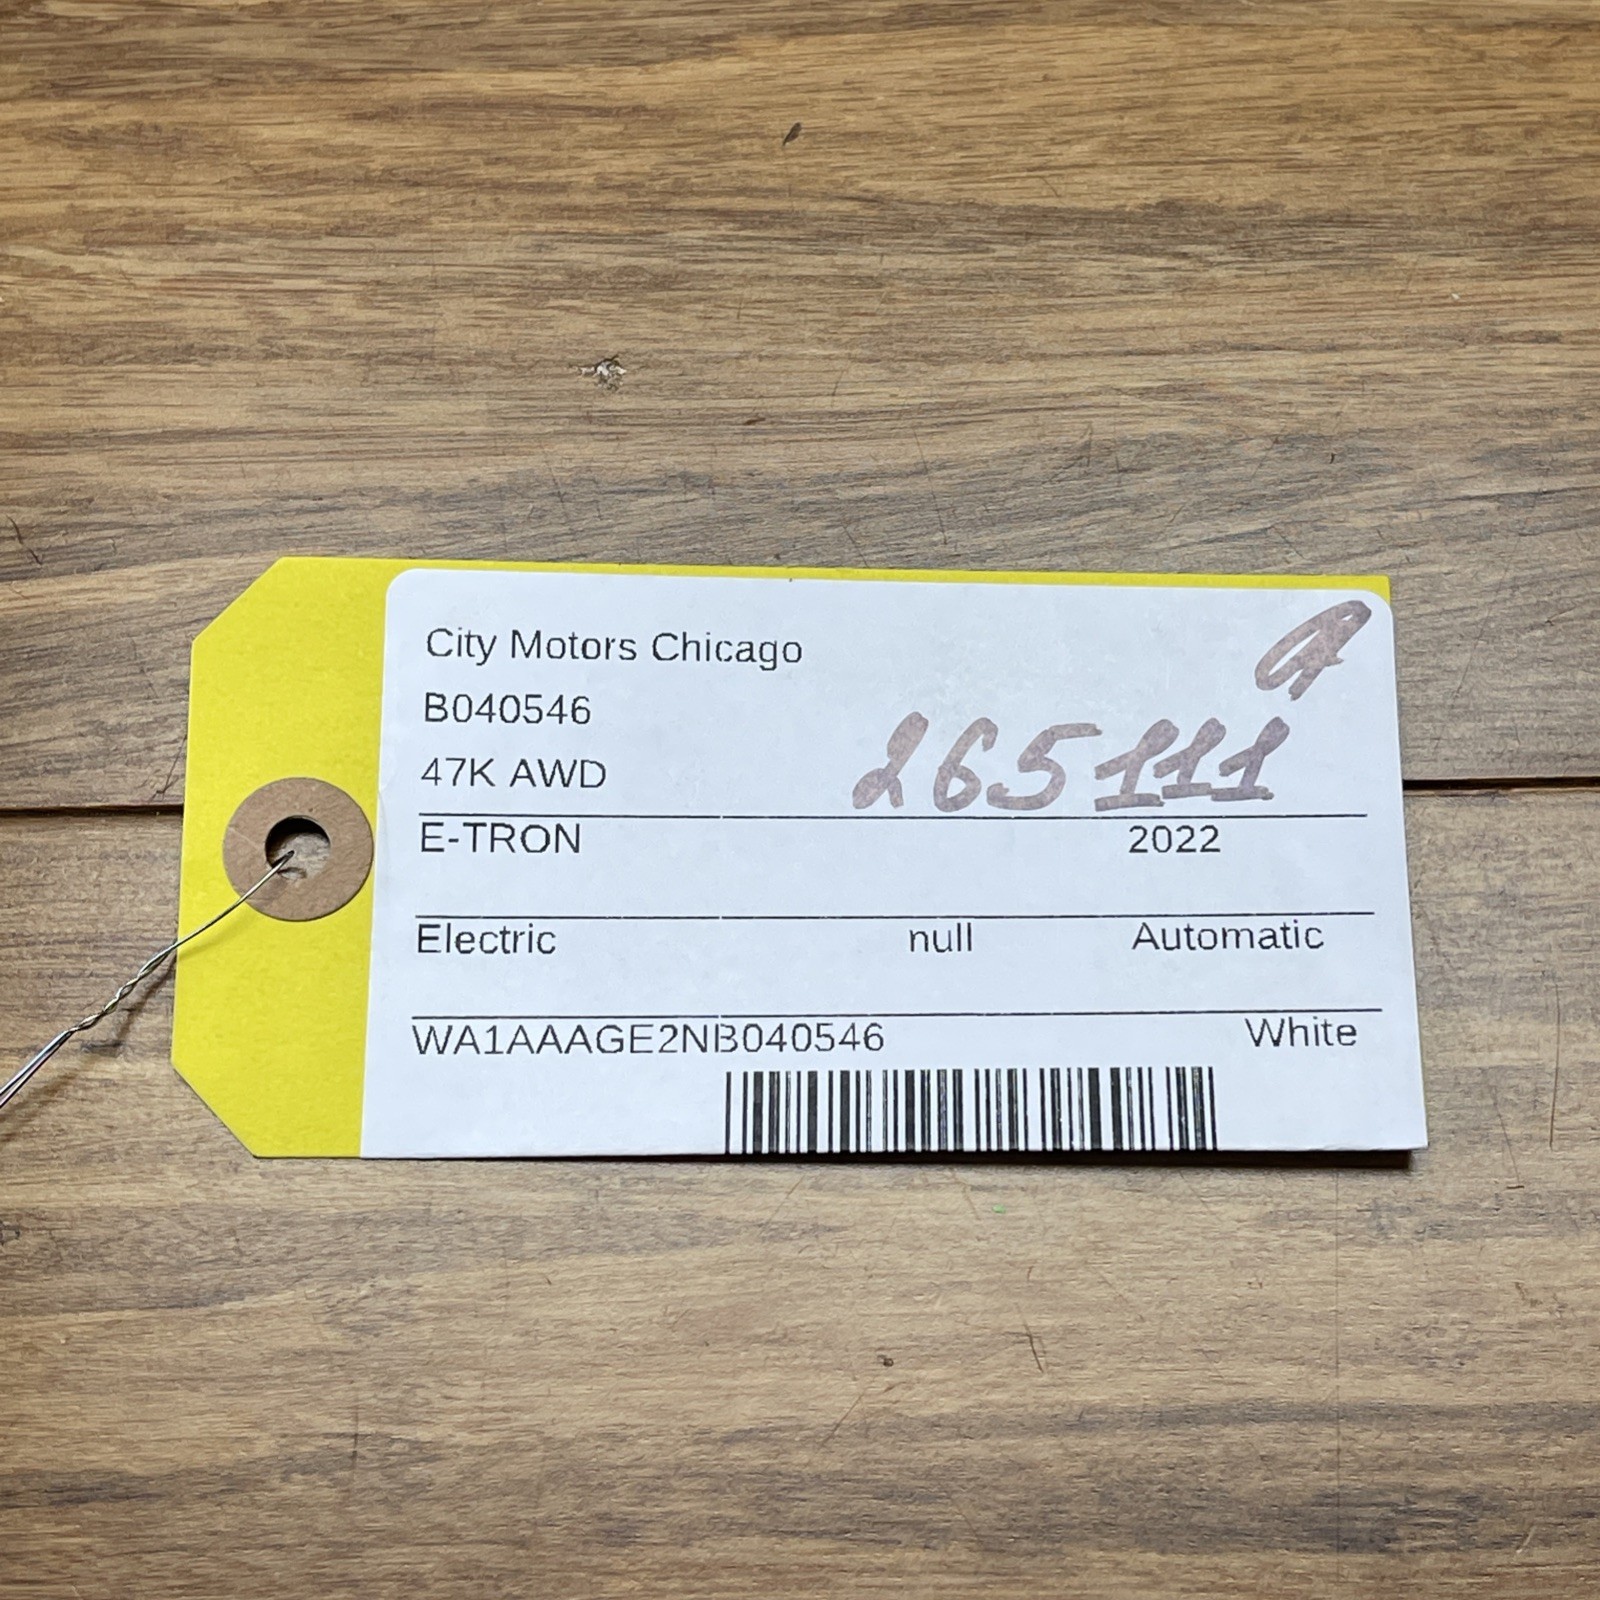 City Motors Chicago
B040546
47K AWD
265111
E-TRON 2022
Electric null Automatic
WA1AAAGE2NB040546 White